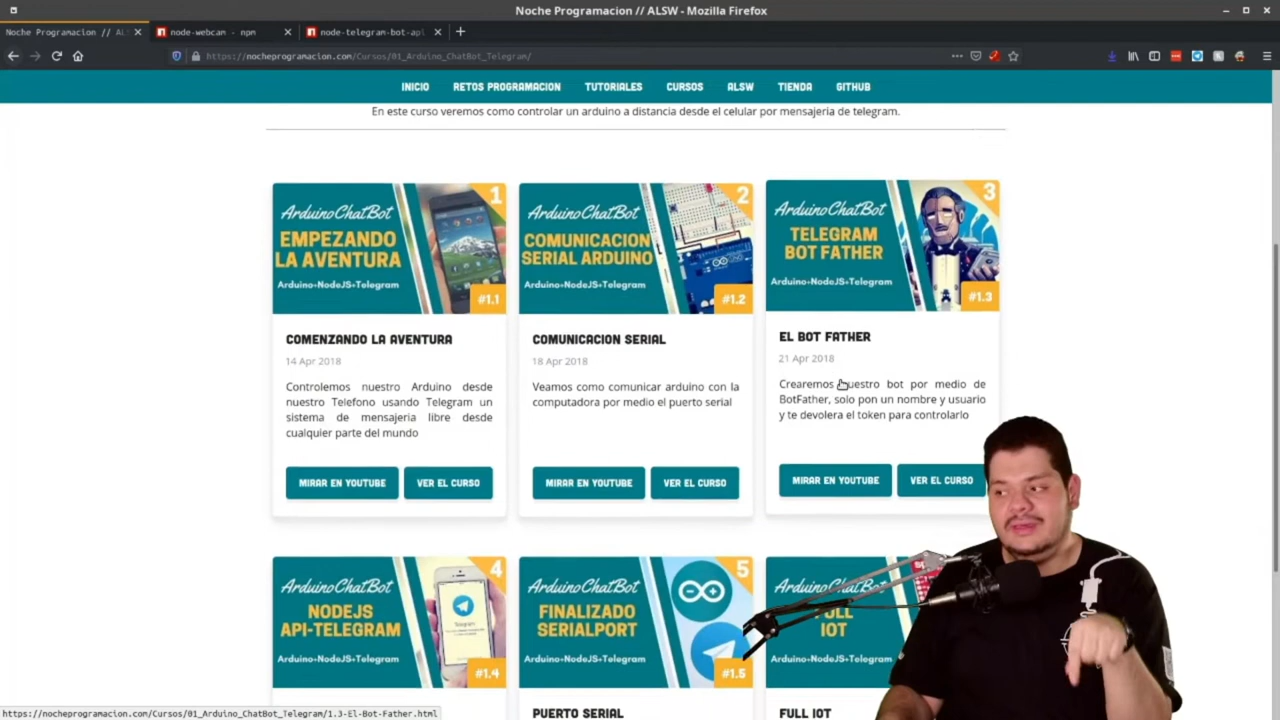 Noche Programacion // ALSW - Mozilla Firefox
Noche Programacion // AL
node-webcam - npm
node-telegram-bot-api
https://nocheprogramacion.com/Cursos/01_Arduino_ChatBot_Telegram/
INICIO RETOS PROGRAMACION TUTORIALES CURSOS ALSW TIENDA GITHUB
En este curso veremos como controlar un arduino a distancia desde el celular por mensajeria de telegram.
1
ArduinoChatBot
EMPEZANDO
LA AVENTURA
Arduino+NodeJS+Telegram
#1.1
COMENZANDO LA AVENTURA
14 Apr 2018
Controlemos nuestro Arduino desde
nuestro Telefono usando Telegram un
sistema de mensajeria libre desde
cualquier parte del mundo
MIRAR EN YOUTUBE VER EL CURSO
2
ArduinoChatBot
COMUNICACION
SERIAL ARDUINO
Arduino+NodeJS+Telegram
#1.2
COMUNICACION SERIAL
18 Apr 2018
Veamos como comunicar arduino con la
computadora por medio el puerto serial
MIRAR EN YOUTUBE VER EL CURSO
3
ArduinoChatBot
TELEGRAM
BOT FATHER
Arduino+NodeJS+Telegram
#1.3
EL BOT FATHER
21 Apr 2018
Crearemos nuestro bot por medio de
BotFather, solo pon un nombre y usuario
y te devolera el token para controlarlo
MIRAR EN YOUTUBE VER EL CURSO
4
ArduinoChatBot
NODEJS
API-TELEGRAM
Arduino+NodeJS+Telegram
#1.4
5
ArduinoChatBot
FINALIZADO
SERIALPORT
Arduino+NodeJS+Telegram
#1.5
PUERTO SERIAL
ArduinoChatBot
FULL
IOT
Arduino+NodeJS+Telegram
FULL IOT
https://nocheprogramacion.com/Cursos/01_Arduino_ChatBot_Telegram/1.3-El-Bot-Father.html